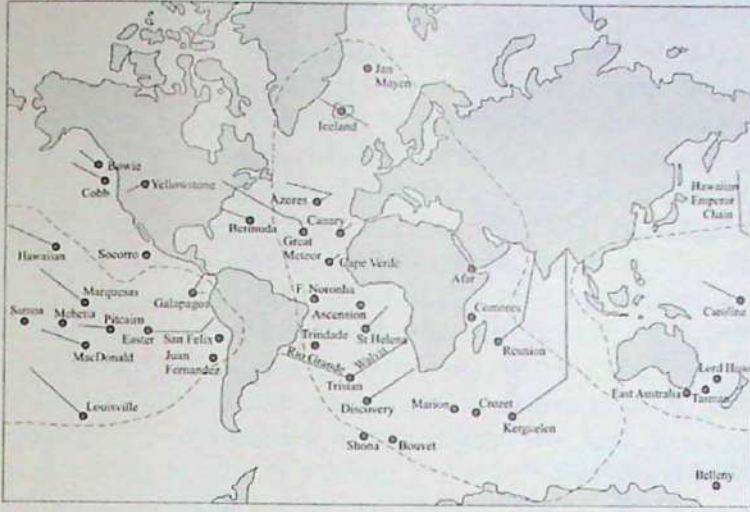 Jan
Mayen
Iceland
Bowie
Cobb
Yellowstone
Azores
Bermuda
Canary
Great
Meteor
Cape Verde
Hawaiian
Emperor
Chain
Hawaiian
Socorro
Afar
Marquesas
Galapagos
F. Noronha
Ascension
Comores
Caroline
Samoa
Mehetia
Pitcairn
Easter
San Felix
Trindade
St Helena
Reunion
MacDonald
Juan
Fernandez
Rio Grande
Walvis
Tristan
Lord Howe
East Australia
Tasman
Louisville
Discovery
Marion
Crozet
Kerguelen
Shona
Bouvet
Belleny